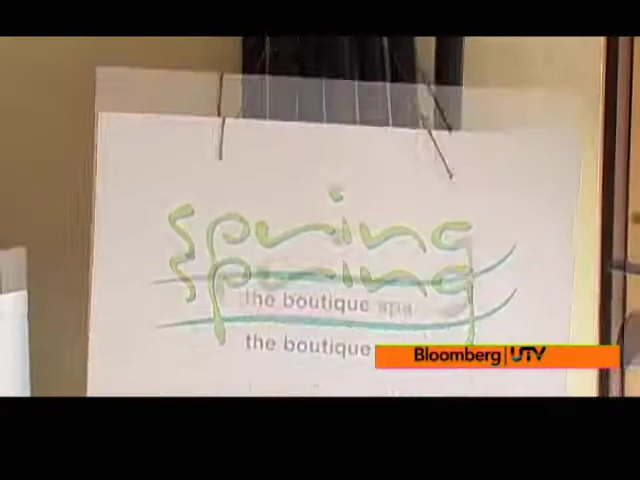 spring
spring
the boutique spa
the boutique
Bloomberg | UTV